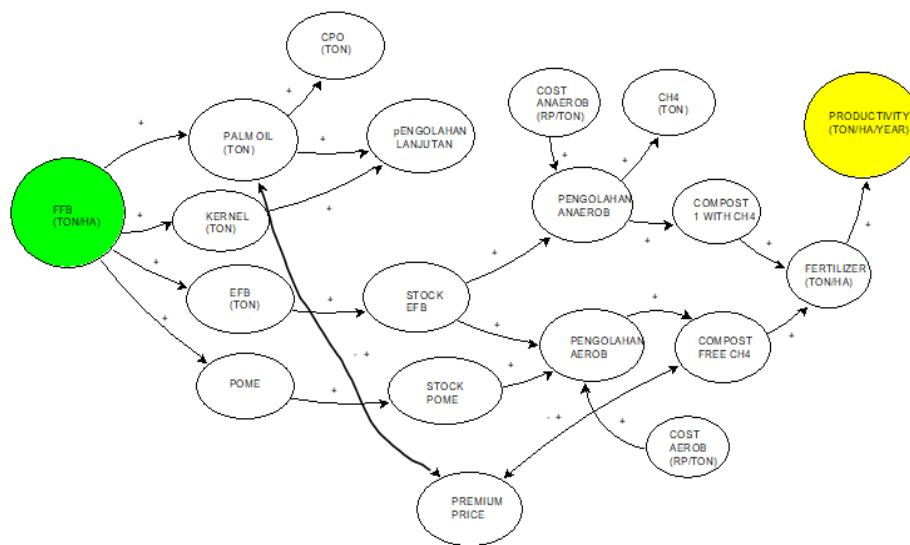 CPO
(TON)
COST
ANAEROB
(RP/TON)
CH4
(TON)
PRODUCTIVITY
(TON/HA/YEAR)
+
+
PALM OIL
(TON)
+
pENGOLAHAN
LANJUTAN
+
+
+
FFB
(TON/HA)
+
KERNEL
(TON)
+
PENGOLAHAN
ANAEROB
+
COMPOST
1 WITH CH4
+
+
EFB
(TON)
+
STOCK
EFB
+
FERTILIZER
(TON/HA)
+
+
+
PENGOLAHAN
AEROB
+
COMPOST
FREE CH4
+
POME
+
STOCK
POME
+
- +
- +
+
COST
AEROB
(RP/TON)
PREMIUM
PRICE